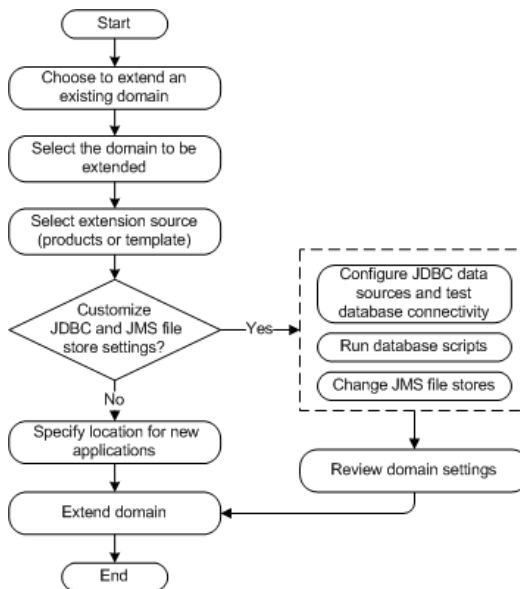 Start
Choose to extend an
existing domain
Select the domain to be
extended
Select extension source
(products or template)
Customize
JDBC and JMS file
store settings?
Yes
Configure JDBC data
sources and test
database connectivity
Run database scripts
Change JMS file stores
No
Specify location for new
applications
Review domain settings
Extend domain
End